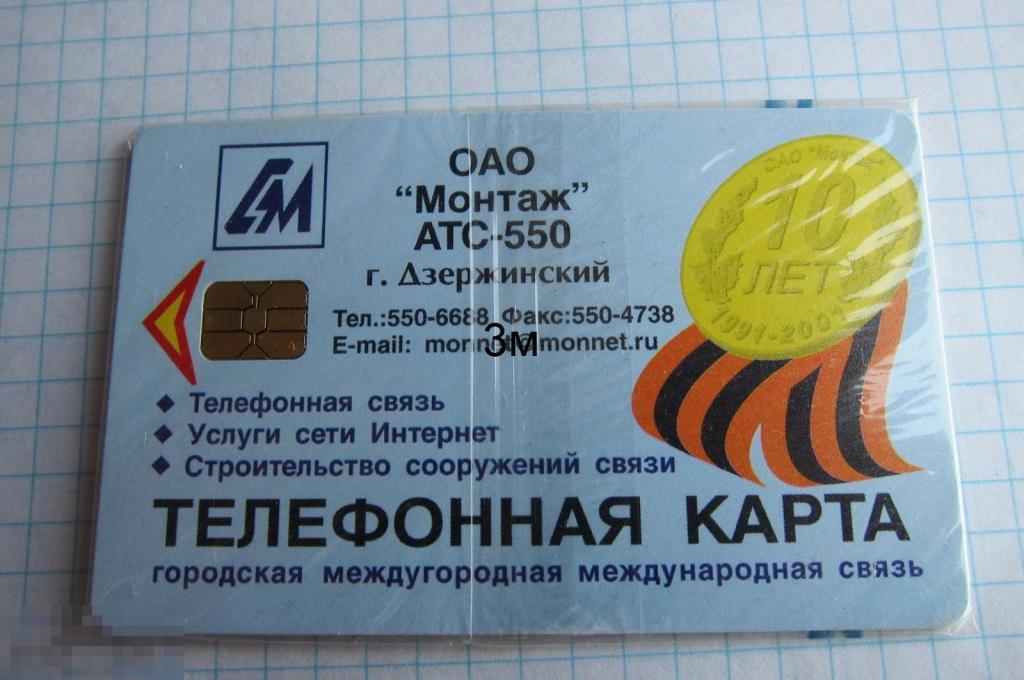 СМ
ОАО
"Монтаж"
АТС-550
г. Дзержинский
Тел.:550-6688 Факс:550-4738
E-mail: @monnet.ru
3м
ОАО "Монтаж"
10
ЛЕТ
1991-2001
◆ Телефонная связь
◆ Услуги сети Интернет
◆ Строительство сооружений связи
ТЕЛЕФОННАЯ КАРТА
городская междугородная международная связь